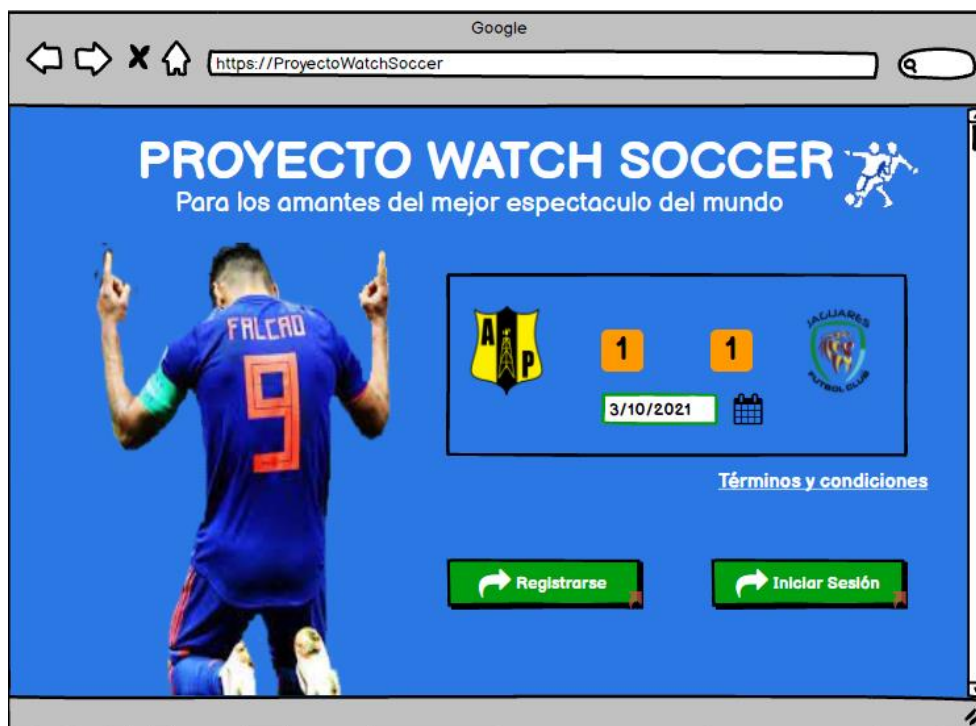 Google
https://ProyectoWatchSoccer
PROYECTO WATCH SOCCER
Para los amantes del mejor espectaculo del mundo
FALCAO
9
A P
1 1
JAGUARES
FUTBOL CLUB
3/10/2021
Términos y condiciones
Registrarse Iniciar Sesión